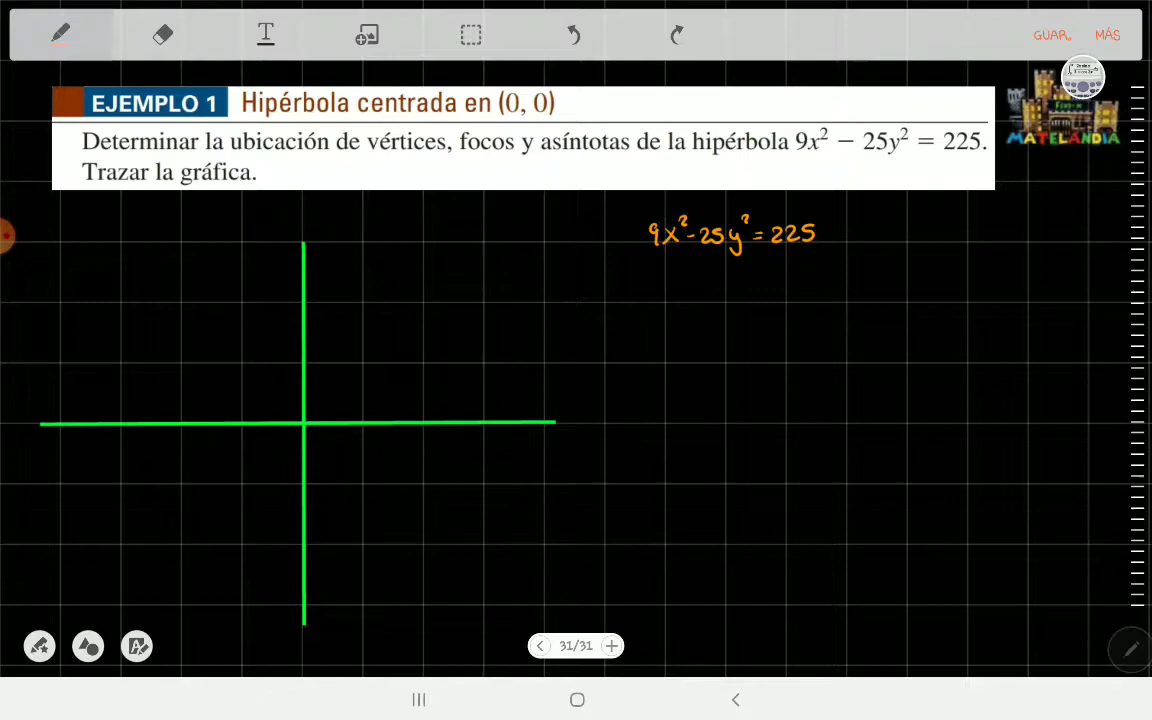 T
GUAR.
MÁS
EJEMPLO 1 Hipérbola centrada en (0, 0)
Determinar la ubicación de vértices, focos y asíntotas de la hipérbola 9x² − 25y² = 225.
Trazar la gráfica.
MATELANDIA
9x² - 25y² = 225
31/31